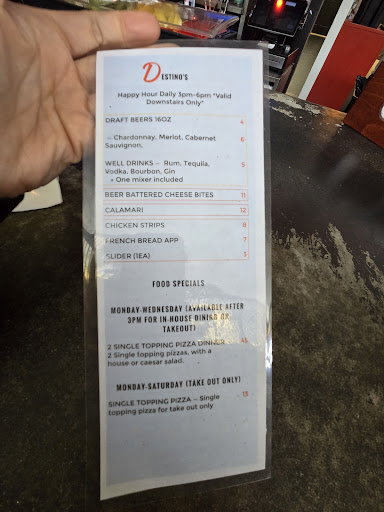 DESTINO'S
Happy Hour Daily 3pm-6pm *Valid
Downstairs Only*
DRAFT BEERS 16OZ 4
~ Chardonnay, Merlot, Cabernet 6
Sauvignon,
WELL DRINKS ~ Rum, Tequila, 5
Vodka, Bourbon, Gin
+ One mixer included
BEER BATTERED CHEESE BITES 11
CALAMARI 12
CHICKEN STRIPS 9
FRENCH BREAD APP 7
SLIDER (1EA) 3
FOOD SPECIALS
MONDAY-WEDNESDAY (AVAILABLE AFTER
3PM FOR IN-HOUSE DINING OR
TAKEOUT)
2 SINGLE TOPPING PIZZA DINNER 45
2 Single topping pizzas, with a
house or caesar salad.
MONDAY-SATURDAY (TAKE OUT ONLY)
SINGLE TOPPING PIZZA ~ Single 13
topping pizza for take out only